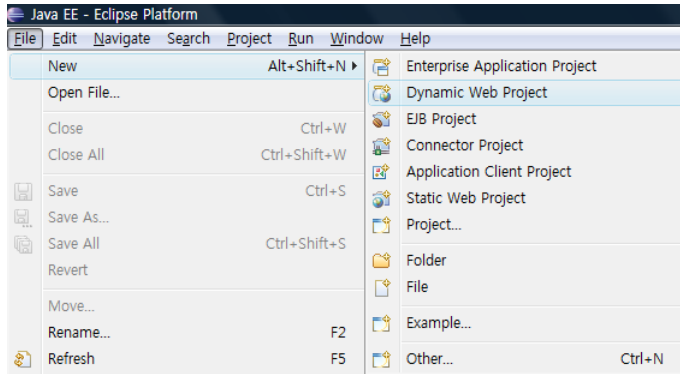 Java EE - Eclipse Platform
File Edit Navigate Search Project Run Window Help
New Alt+Shift+N
Open File...
Close Ctrl+W
Close All Ctrl+Shift+W
Save Ctrl+S
Save As...
Save All Ctrl+Shift+S
Revert
Move...
Rename... F2
Refresh F5
Enterprise Application Project
Dynamic Web Project
EJB Project
Connector Project
Application Client Project
Static Web Project
Project...
Folder
File
Example...
Other... Ctrl+N